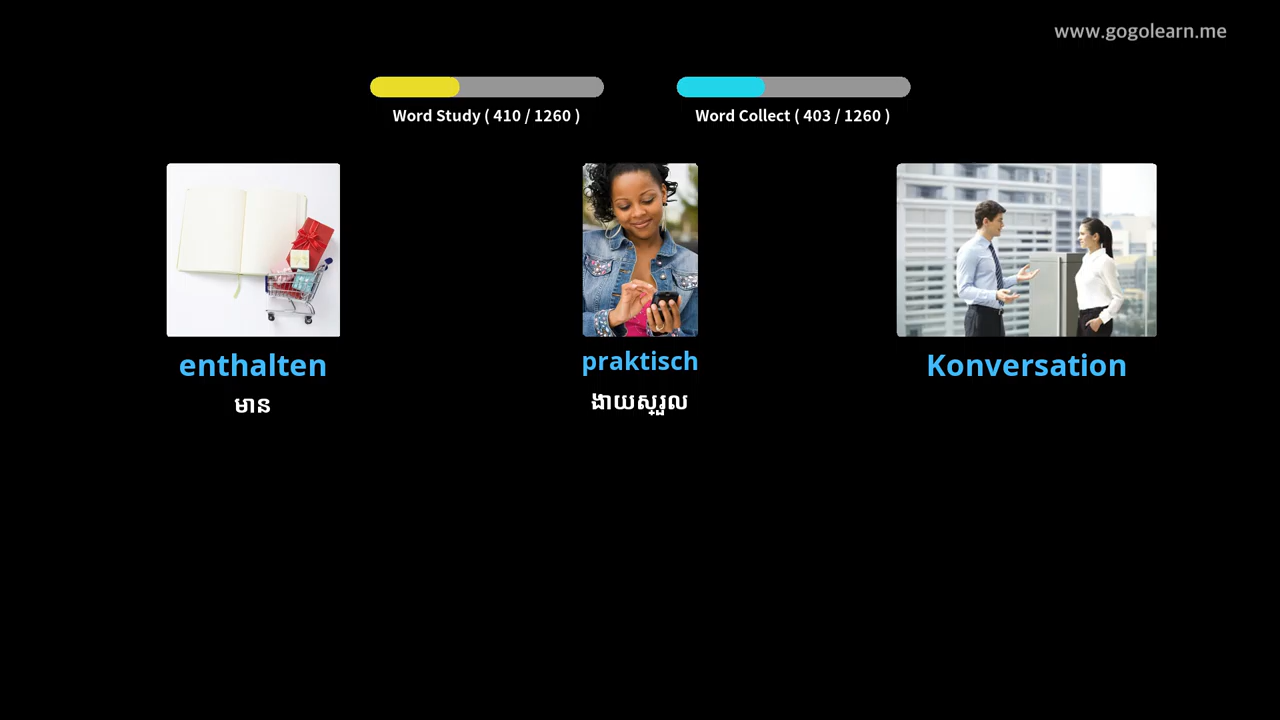 www.gogolearn.me
Word Study ( 410 / 1260 )
Word Collect ( 403 / 1260 )
enthalten
praktisch
Konversation
មាន
ងាយស្រួល